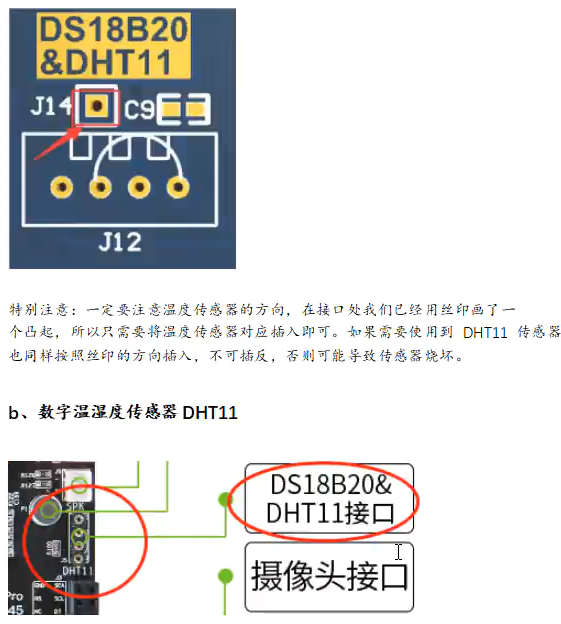 DS18B20
&DHT11
J14
C9
J12
特别注意：一定要注意温度传感器的方向，在接口处我们已经用丝印画了一
个凸起，所以只需要将温度传感器对应插入即可。如果需要使用到 DHT11 传感器
也同样按照丝印的方向插入，不可插反，否则可能导致传感器烧坏。
b、数字温湿度传感器 DHT11
R126
R127
P1
SPK
DHT11
DS18B20&
DHT11接口
摄像头接口
Pro
45